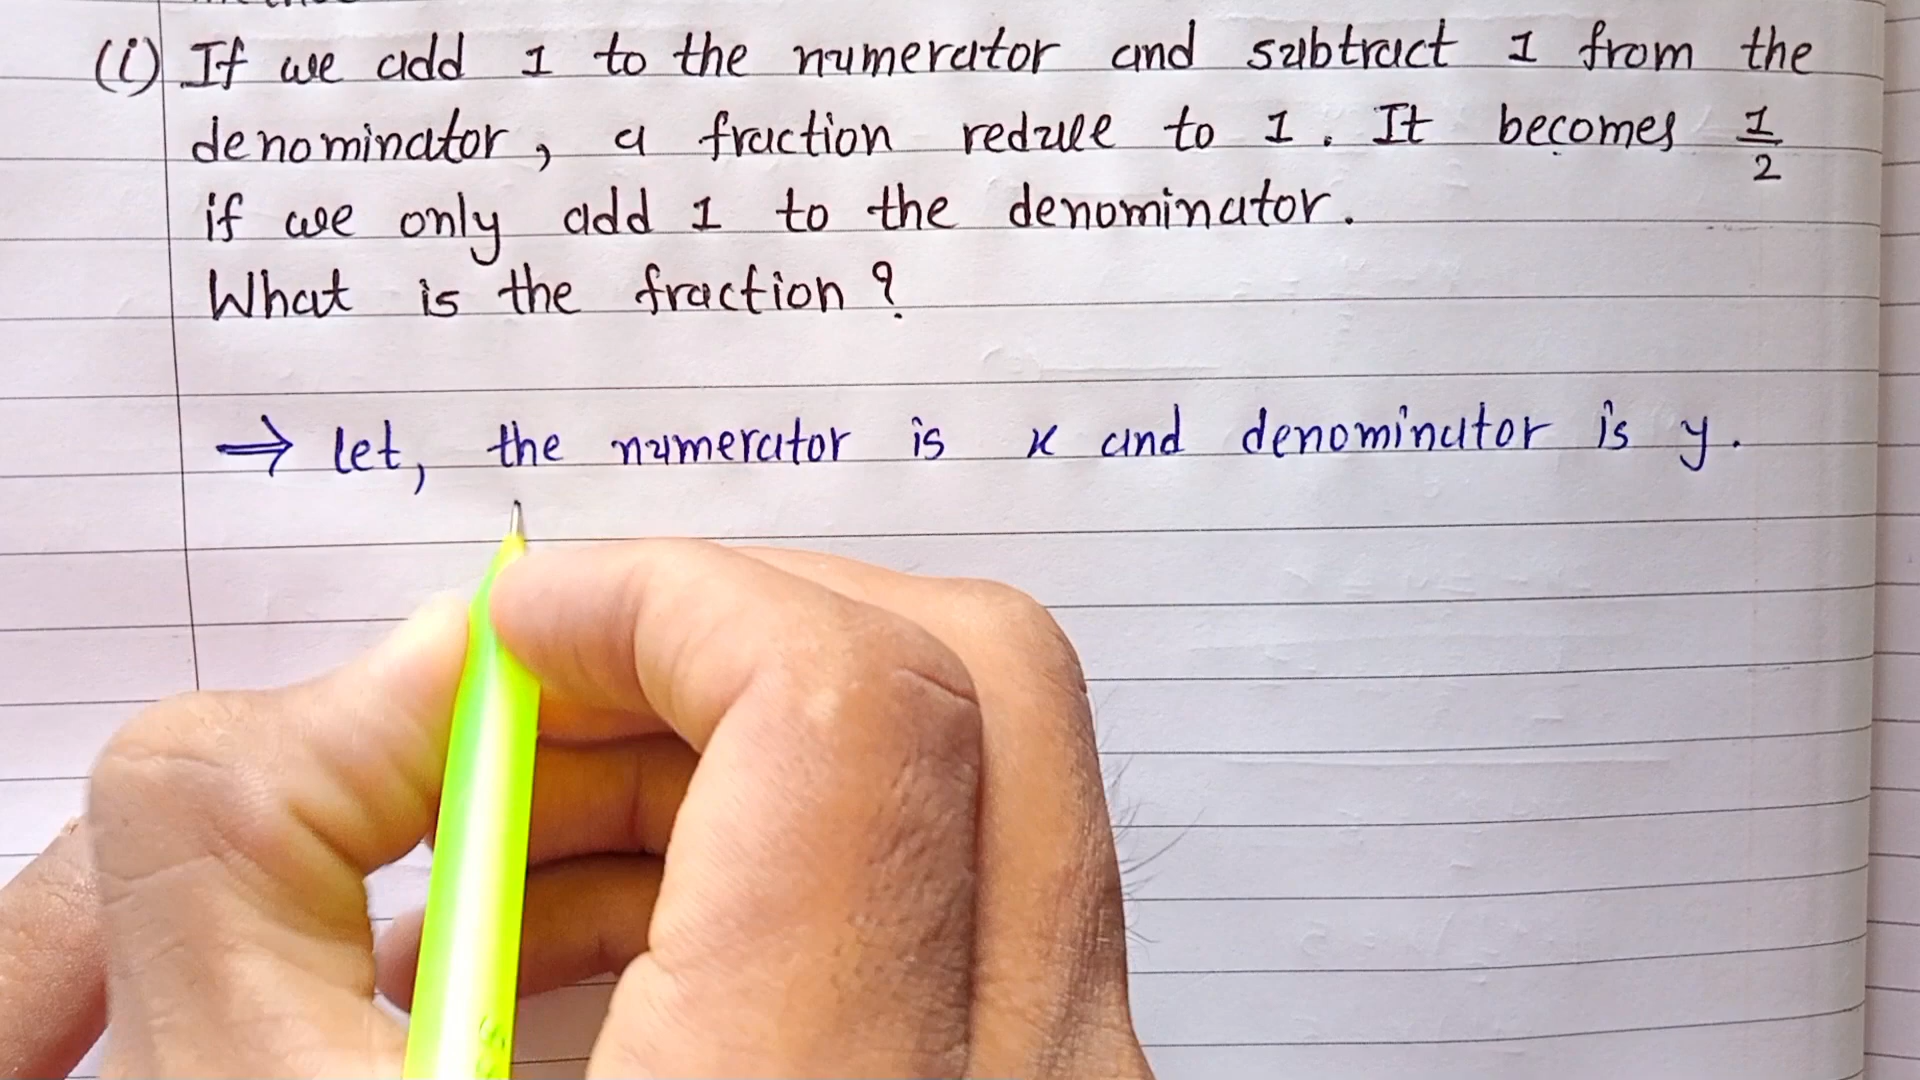 (i) If we add 1 to the numerator and subtract 1 from the
denominator, a fraction reduce to 1. It becomes 1/2
if we only add 1 to the denominator.
What is the fraction?
⇒ let, the numerator is x and denominator is y.